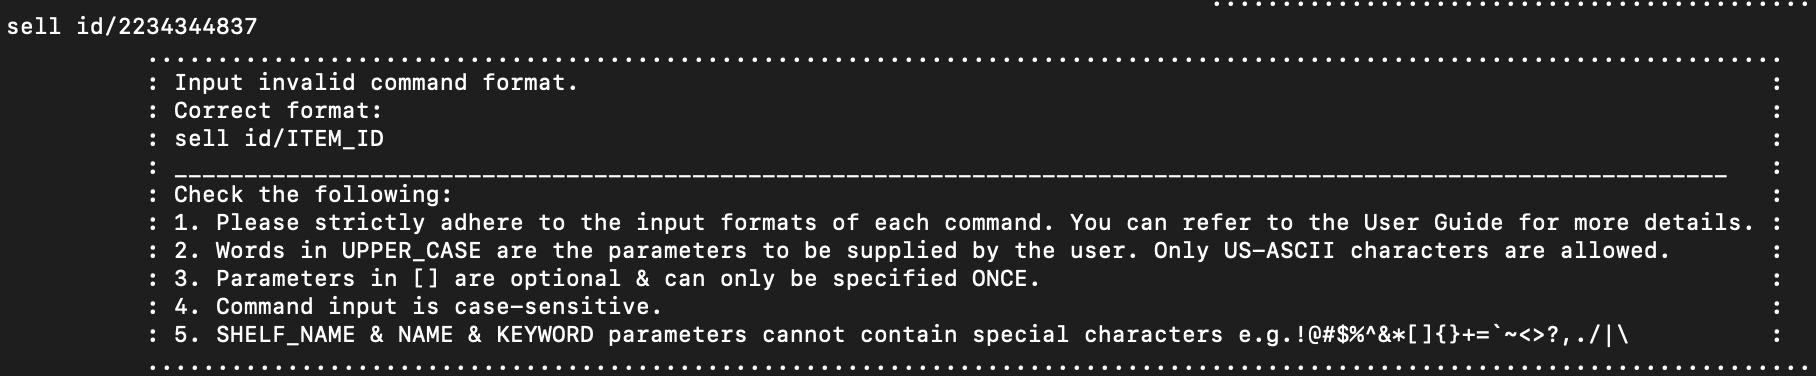 sell id/2234344837
Input invalid command format.
Correct format:
sell id/ITEM_ID
Check the following:
1. Please strictly adhere to the input formats of each command. You can refer to the User Guide for more details.
2. Words in UPPER_CASE are the parameters to be supplied by the user. Only US-ASCII characters are allowed.
3. Parameters in [] are optional & can only be specified ONCE.
4. Command input is case-sensitive.
5. SHELF_NAME & NAME & KEYWORD parameters cannot contain special characters e.g.!@#$%^&*[]{}+=`~<>?,./|\